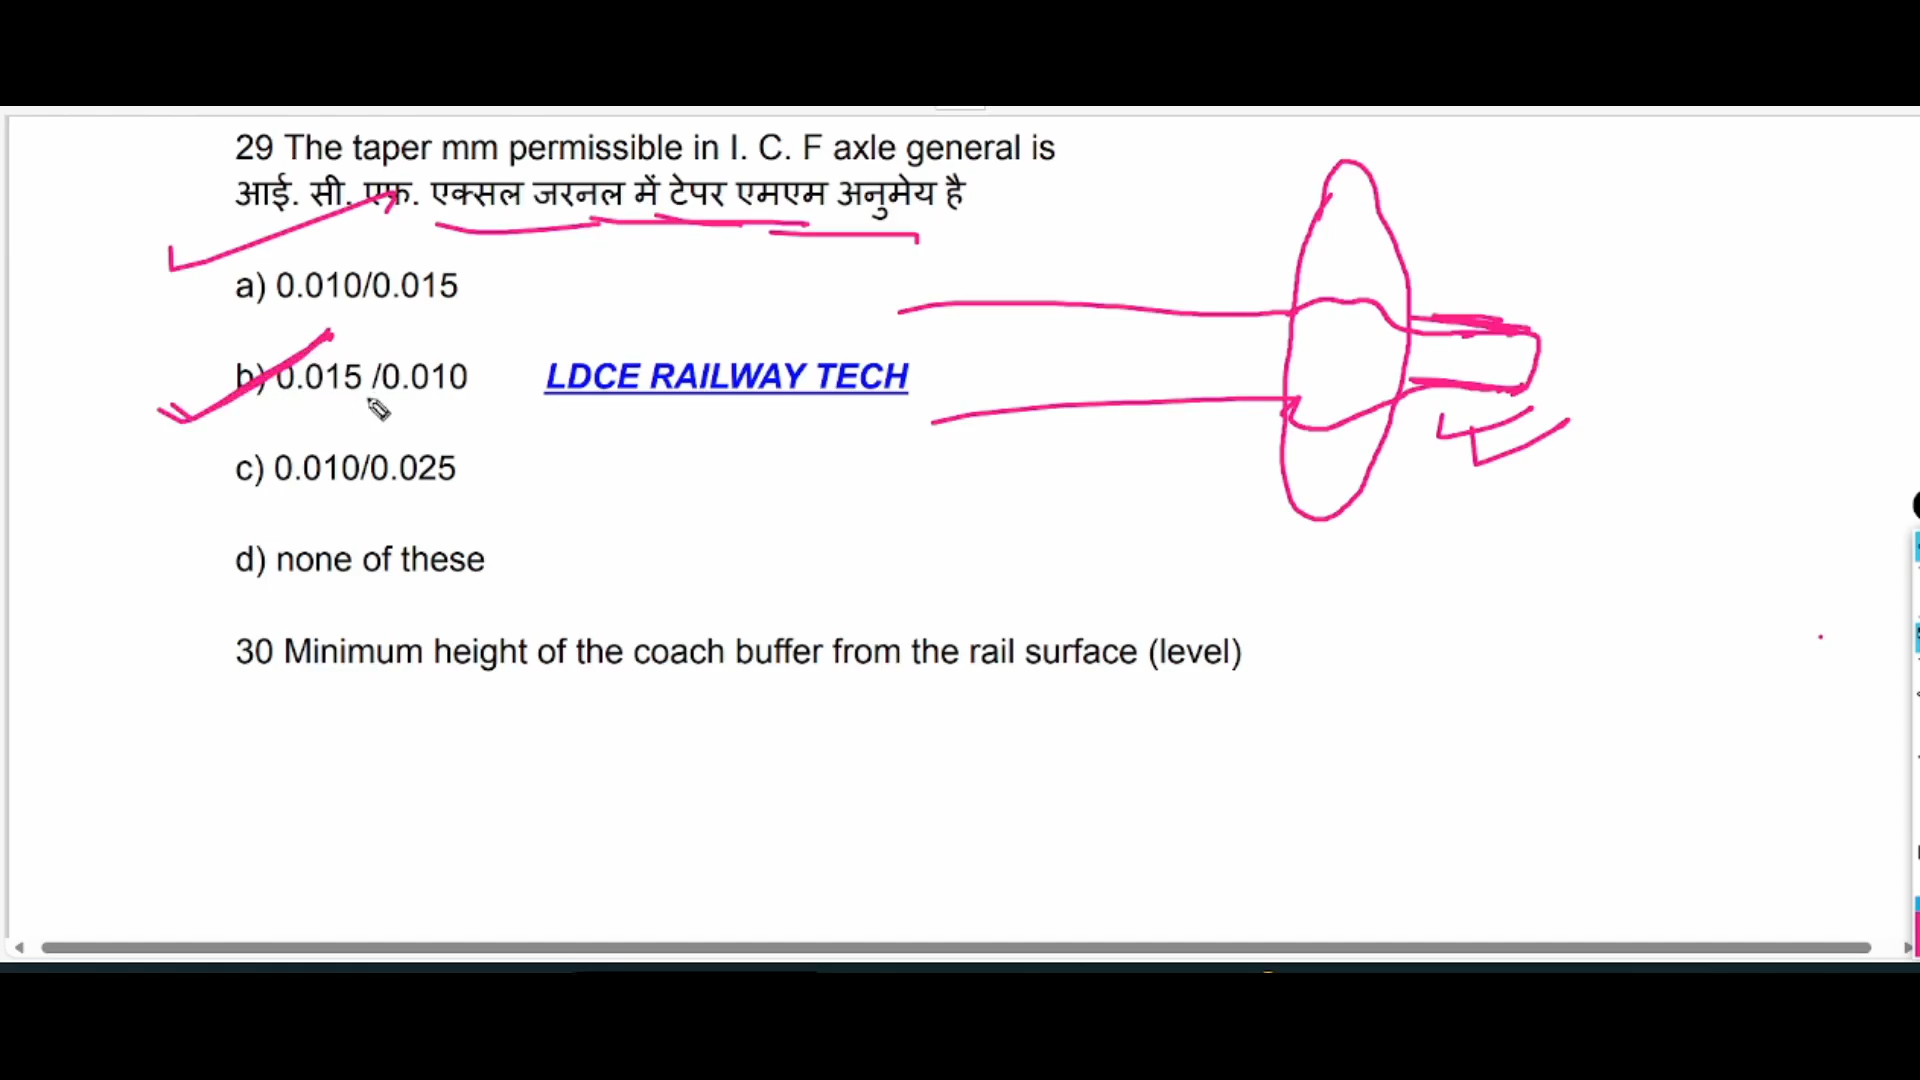 29 The taper mm permissible in I. C. F axle general is
आई. सी. एफ. एक्सल जरनल में टेपर एमएम अनुमेय है
a) 0.010/0.015
b) 0.015 /0.010
LDCE RAILWAY TECH
c) 0.010/0.025
d) none of these
30 Minimum height of the coach buffer from the rail surface (level)